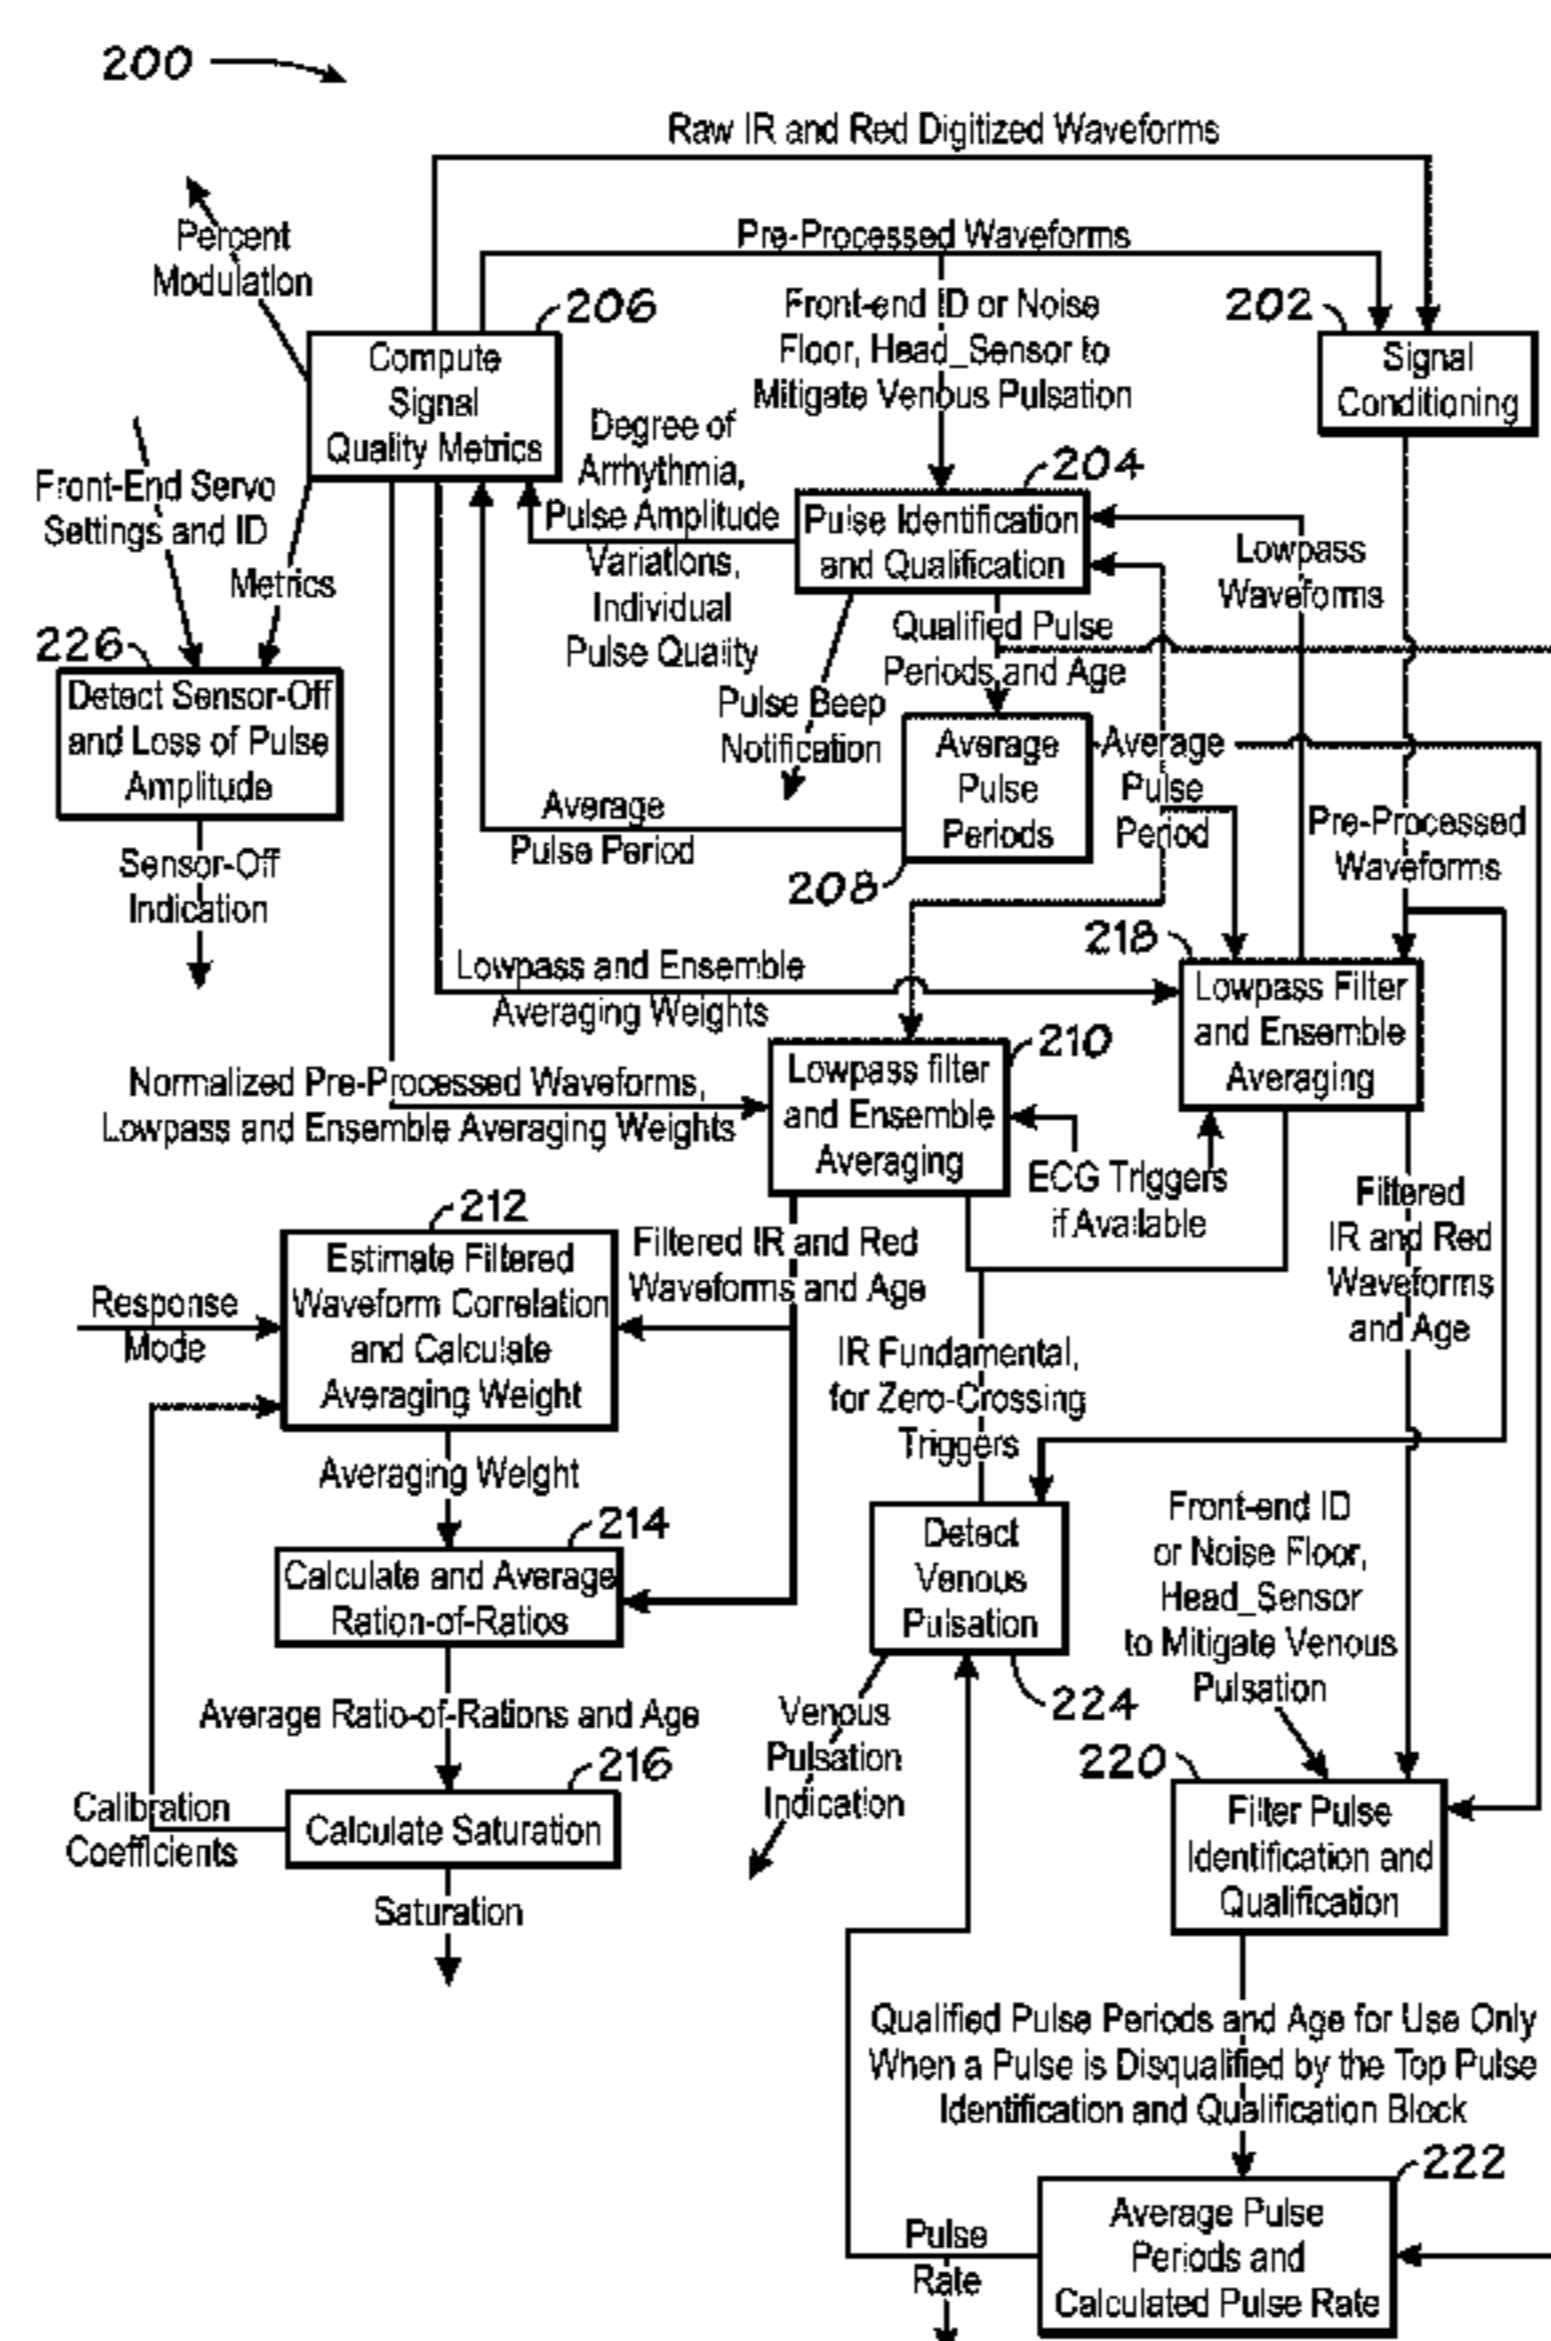 200
Raw IR and Red Digitized Waveforms
Percent
Modulation
Pre-Processed Waveforms
206
Compute
Signal
Quality Metrics
Front-end ID or Noise
Floor, Head_Sensor to
Mitigate Venous Pulsation
202
Signal
Conditioning
Degree of
Arrhythmia,
Pulse Amplitude
Variations,
Individual
Pulse Quality
204
Pulse Identification
and Qualification
Lowpass
Waveforms
Front-End Servo
Settings and ID
Metrics
226
Detect Sensor-Off
and Loss of Pulse
Amplitude
Sensor-Off
Indication
Qualified Pulse
Periods and Age
Pulse Beep
Notification
Average
Pulse
Periods
208
Average
Pulse
Period
Average
Pulse Period
Pre-Processed
Waveforms
Lowpass and Ensemble
Averaging Weights
218
Lowpass Filter
and Ensemble
Averaging
Normalized Pre-Processed Waveforms,
Lowpass and Ensemble Averaging Weights
210
Lowpass filter
and Ensemble
Averaging
ECG Triggers
if Available
Filtered
IR and Red
Waveforms
and Age
212
Estimate Filtered
Waveform Correlation
and Calculate
Averaging Weight
Filtered IR and Red
Waveforms and Age
Response
Mode
IR Fundamental,
for Zero-Crossing
Triggers
Averaging Weight
214
Calculate and Average
Ration-of-Ratios
Detect
Venous
Pulsation
224
Front-end ID
or Noise Floor,
Head_Sensor
to Mitigate Venous
Pulsation
Average Ratio-of-Rations and Age
Venous
Pulsation
Indication
216
Calculate Saturation
Calibration
Coefficients
Saturation
220
Filter Pulse
Identification and
Qualification
Qualified Pulse Periods and Age for Use Only
When a Pulse is Disqualified by the Top Pulse
Identification and Qualification Block
222
Average Pulse
Periods and
Calculated Pulse Rate
Pulse
Rate